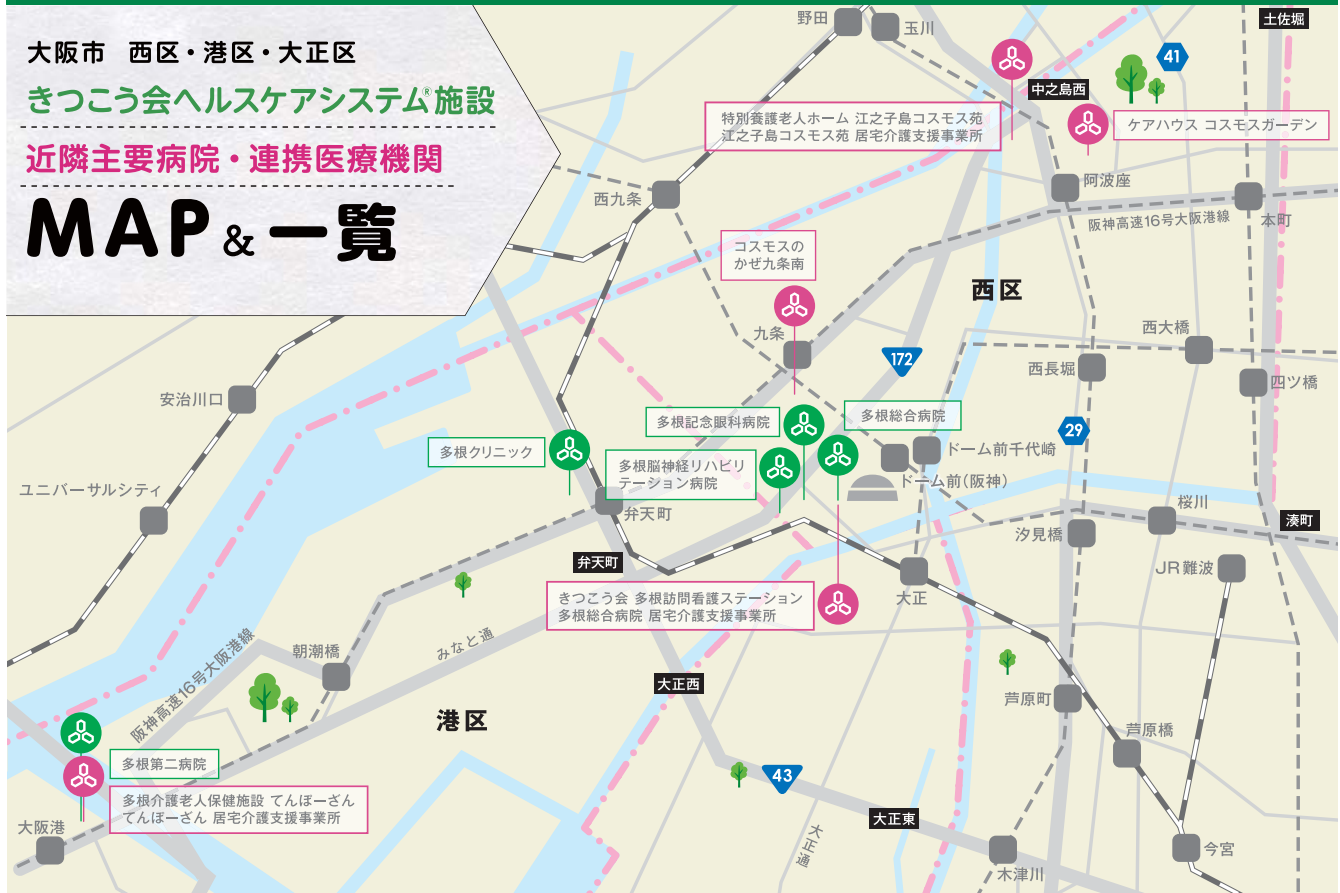 大阪市 西区・港区・大正区
きつこう会ヘルスケアシステム®施設
近隣主要病院・連携医療機関
MAP & 一覧
野田
玉川
土佐堀
41
中之島西
特別養護老人ホーム 江之子島コスモス苑
江之子島コスモス苑 居宅介護支援事業所
ケアハウス コスモスガーデン
西九条
阿波座
阪神高速16号大阪港線
本町
コスモスの
かぜ九条南
西区
九条
西大橋
172
西長堀
四ツ橋
安治川口
多根記念眼科病院
多根総合病院
29
多根クリニック
ドーム前千代崎
多根脳神経リハビリ
テーション病院
ドーム前(阪神)
ユニバーサルシティ
弁天町
桜川
湊町
汐見橋
弁天町
JR難波
きつこう会 多根訪問看護ステーション
多根総合病院 居宅介護支援事業所
大正
みなと通
朝潮橋
阪神高速16号大阪港線
大正西
芦原町
港区
芦原橋
多根第二病院
43
多根介護老人保健施設 てんぽーざん
てんぽーざん 居宅介護支援事業所
大正東
大阪港
大正通
今宮
木津川